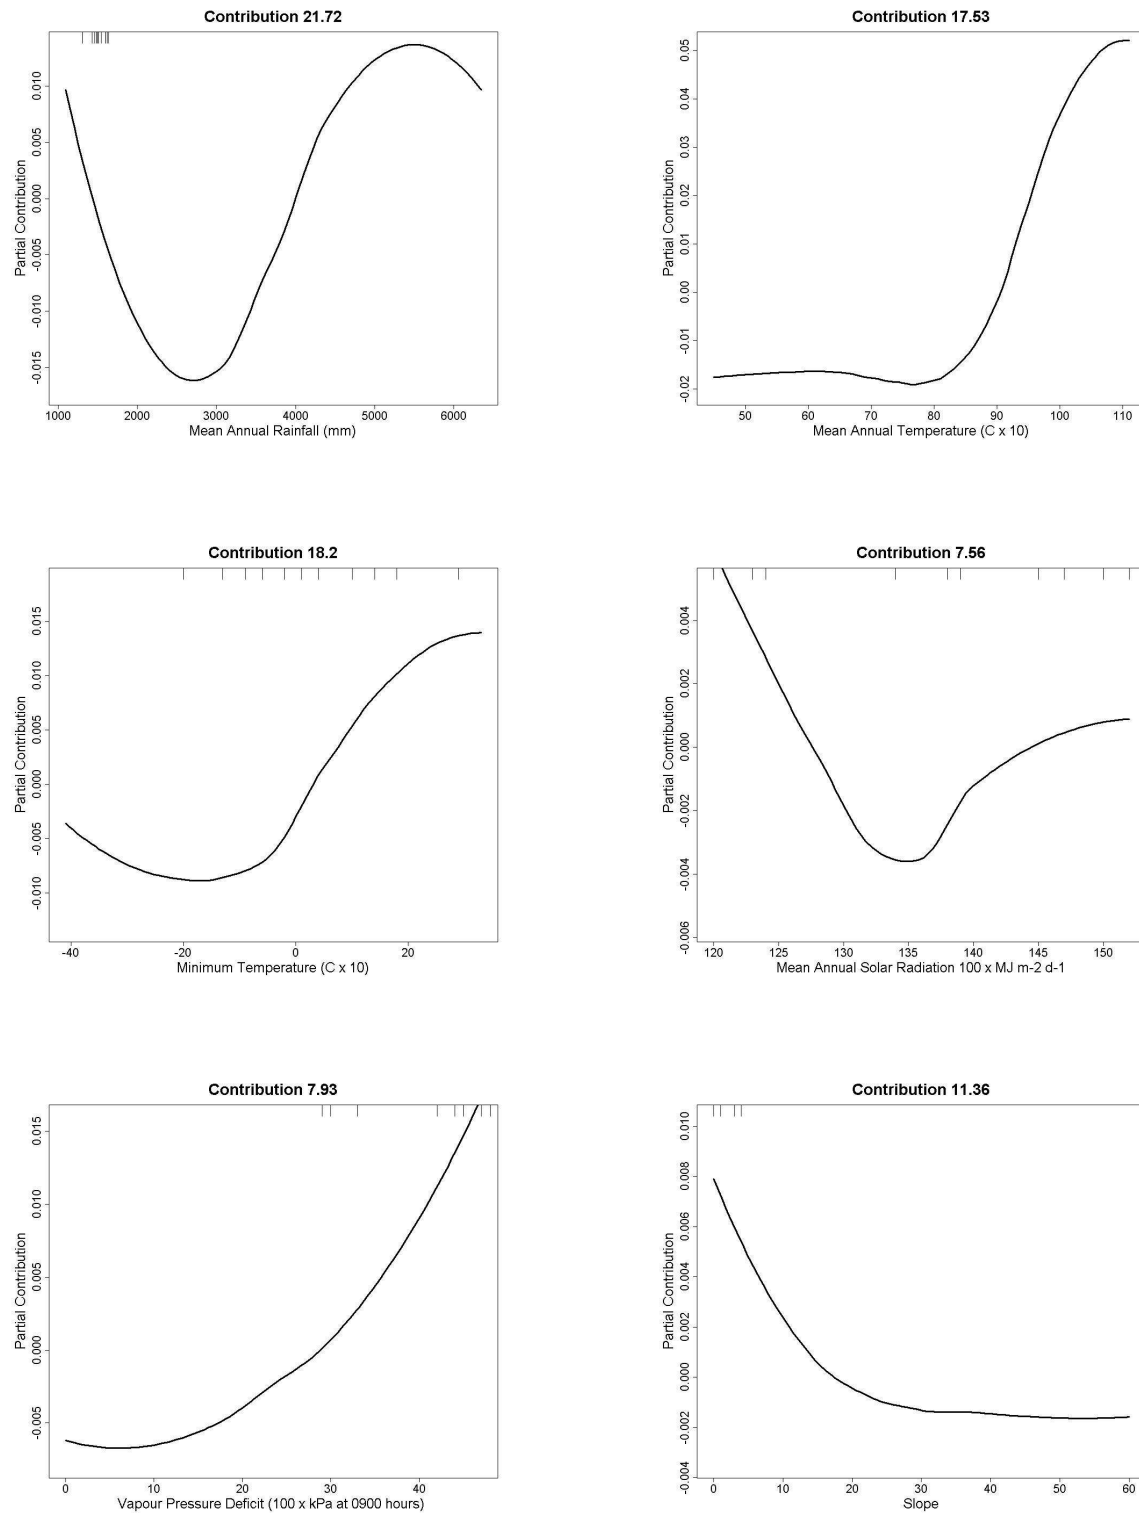 Contribution 21.72
Partial Contribution
0.010
0.005
0.000
-0.005
-0.010
-0.015
1000 2000 3000 4000 5000 6000
Mean Annual Rainfall (mm)
Contribution 17.53
Partial Contribution
0.05
0.04
0.03
0.02
0.01
0.00
-0.01
-0.02
50 60 70 80 90 100 110
Mean Annual Temperature (C x 10)
Contribution 18.2
Partial Contribution
0.015
0.010
0.005
0.000
-0.005
-0.010
-40 -20 0 20
Minimum Temperature (C x 10)
Contribution 7.56
Partial Contribution
0.004
0.002
0.000
-0.002
-0.004
-0.006
120 125 130 135 140 145 150
Mean Annual Solar Radiation 100 x MJ m-2 d-1
Contribution 7.93
Partial Contribution
0.015
0.010
0.005
0.000
-0.005
0 10 20 30 40
Vapour Pressure Deficit (100 x kPa at 0900 hours)
Contribution 11.36
Partial Contribution
0.010
0.008
0.006
0.004
0.002
0.000
-0.002
-0.004
0 10 20 30 40 50 60
Slope